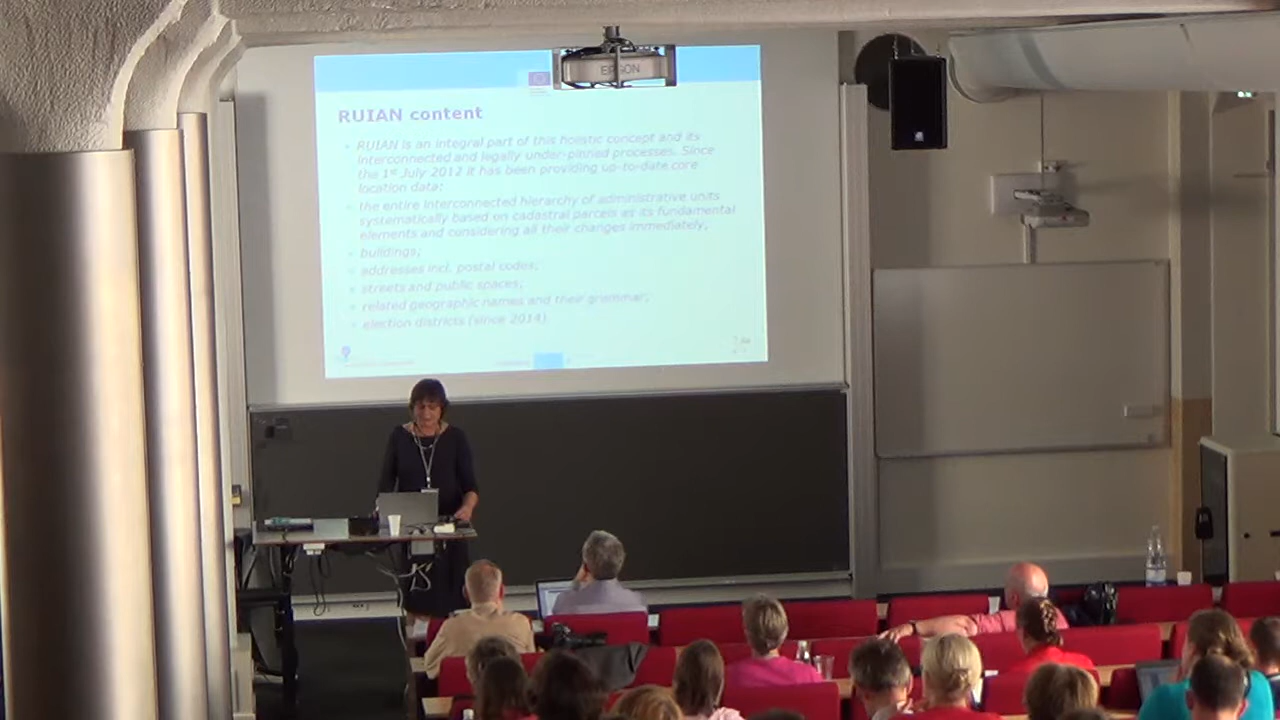 RUIAN content
RUIAN is an integral part of this holistic concept and its
interconnected and legally under-pinned processes. Since
the 1st July 2012 it has been providing up-to-date core
location data:
the entire interconnected hierarchy of administrative units
systematically based on cadastral parcels as its fundamental
elements and considering all their changes immediately,
buildings,
addresses incl. postal codes,
streets and public spaces,
related geographic names and their grammar,
election districts (since 2014)